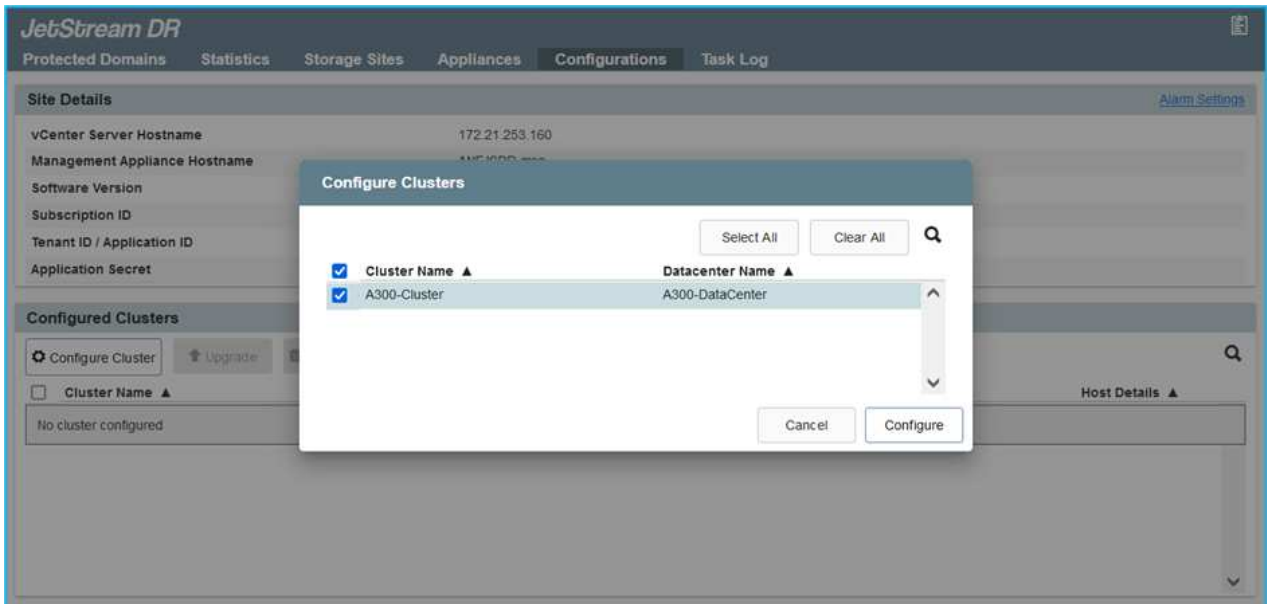 JetStream DR
Protected Domains Statistics Storage Sites Appliances Configurations Task Log
Site Details Alarm Settings
vCenter Server Hostname 172.21.253.160
Management Appliance Hostname
Software Version
Subscription ID
Tenant ID / Application ID
Application Secret
Configure Clusters
Select All Clear All
Cluster Name ▲ Datacenter Name ▲
A300-Cluster A300-DataCenter
Cancel Configure
Configured Clusters
Configure Cluster Upgrade
Cluster Name ▲ Host Details ▲
No cluster configured